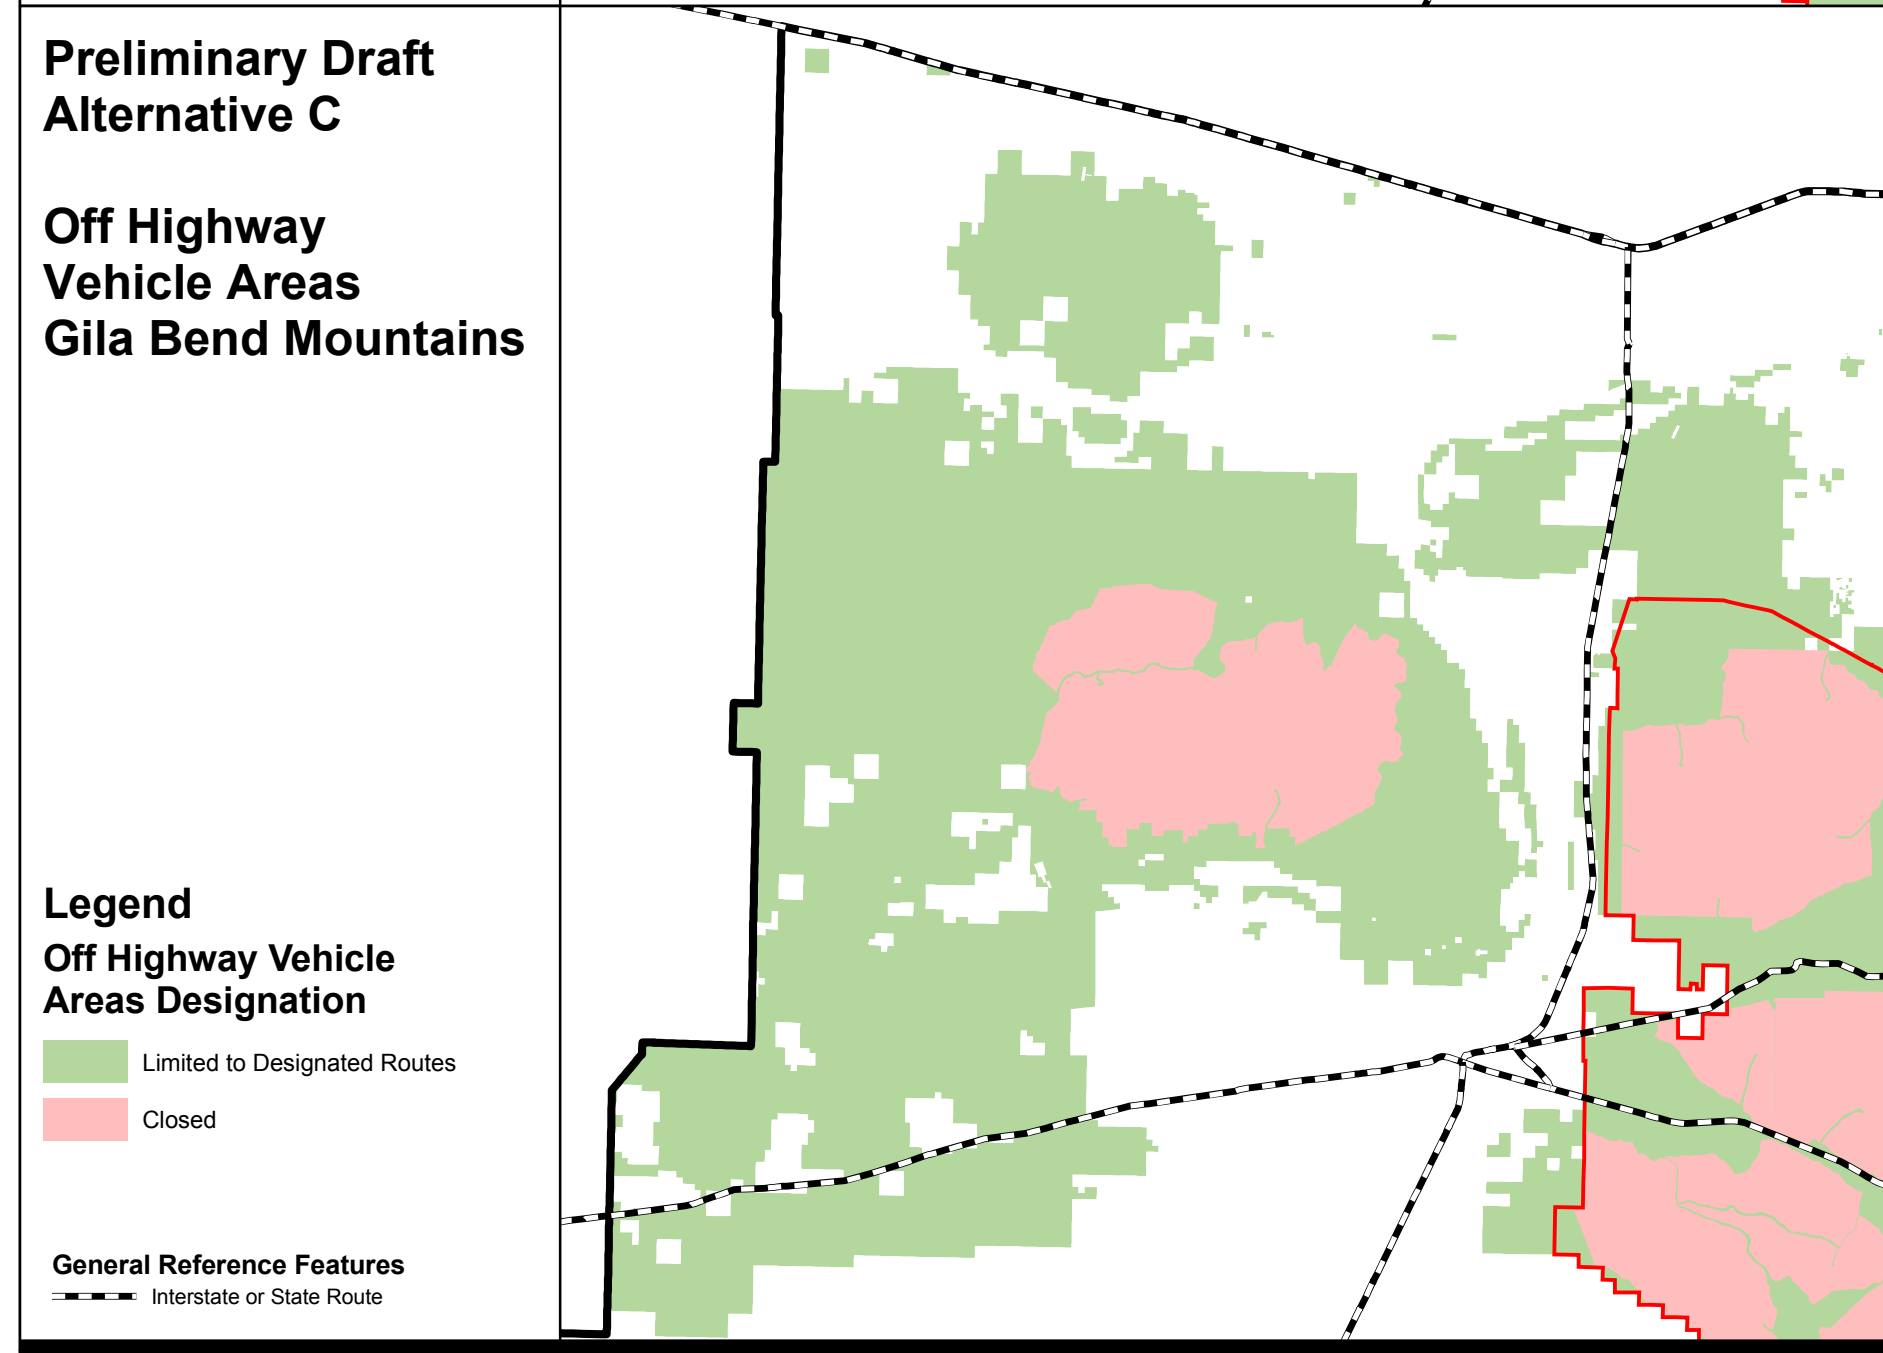 Preliminary Draft
Alternative C
Off Highway
Vehicle Areas
Gila Bend Mountains
Legend
Off Highway Vehicle
Areas Designation
Limited to Designated Routes
Closed
General Reference Features
Interstate or State Route